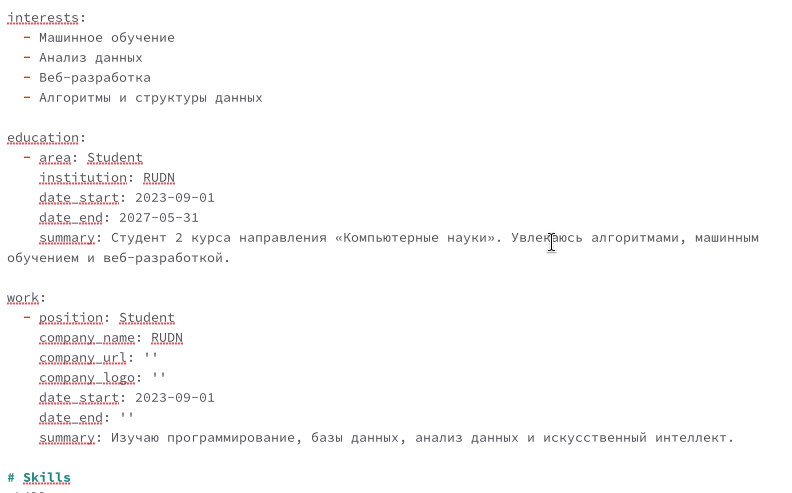 interests:
- Машинное обучение
- Анализ данных
- Веб-разработка
- Алгоритмы и структуры данных
education:
- area: Student
institution: RUDN
date_start: 2023-09-01
date_end: 2027-05-31
summary: Студент 2 курса направления «Компьютерные науки». Увлекаюсь алгоритмами, машинным
обучением и веб-разработкой.
work:
- position: Student
company_name: RUDN
company_url: ''
company_logo: ''
date_start: 2023-09-01
date_end: ''
summary: Изучаю программирование, базы данных, анализ данных и искусственный интеллект.
# Skills